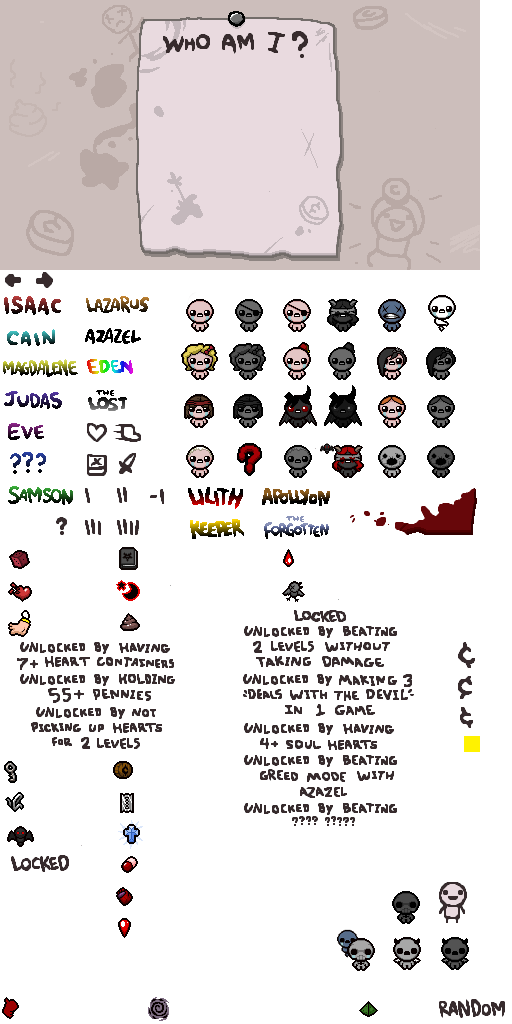 WHO AM I?
ISAAC LAZARUS
CAIN AZAZEL
MAGDALENE EDEN
JUDAS THE LOST
EVE
???
SAMSON | || -| LILITH APOLLYON
? ||| |||| KEEPER THE FORGOTTEN
UNLOCKED BY HAVING
7+ HEART CONTAINERS
UNLOCKED BY HOLDING
55+ PENNIES
UNLOCKED BY NOT
PICKING UP HEARTS
FOR 2 LEVELS
LOCKED
UNLOCKED BY BEATING
2 LEVELS WITHOUT
TAKING DAMAGE
UNLOCKED BY MAKING 3
"DEALS WITH THE DEVIL"
IN 1 GAME
UNLOCKED BY HAVING
4+ SOUL HEARTS
UNLOCKED BY BEATING
GREED MODE WITH
AZAZEL
UNLOCKED BY BEATING
???? ?????
¢
¢
¢
LOCKED
RANDOM